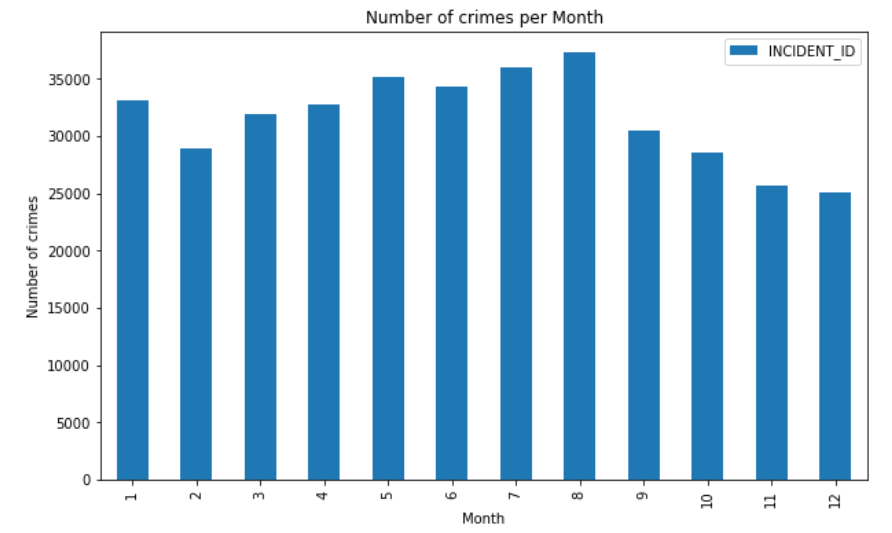 Number of crimes per Month
INCIDENT_ID
Number of crimes
35000
30000
25000
20000
15000
10000
5000
0
1 2 3 4 5 6 7 8 9 10 11 12
Month